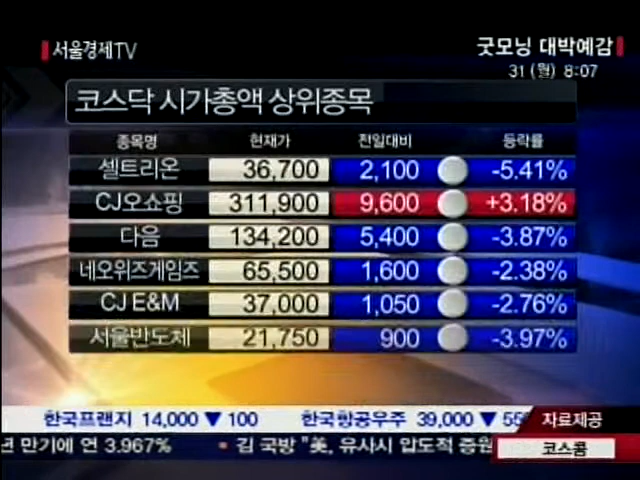 서울경제TV
굿모닝 대박예감
31(월) 8:07
코스닥 시가총액 상위종목
종목명 현재가 전일대비 등락률
셀트리온 36,700 2,100 -5.41%
CJ오쇼핑 311,900 9,600 +3.18%
다음 134,200 5,400 -3.87%
네오위즈게임즈 65,500 1,600 -2.38%
CJ E&M 37,000 1,050 -2.76%
서울반도체 21,750 900 -3.97%
한국프랜지 14,000 ▼ 100 한국항공우주 39,000 ▼
자료제공
년 만기에 연 3.967% • 김 국방 "美, 유사시 압도적 증원
코스콤